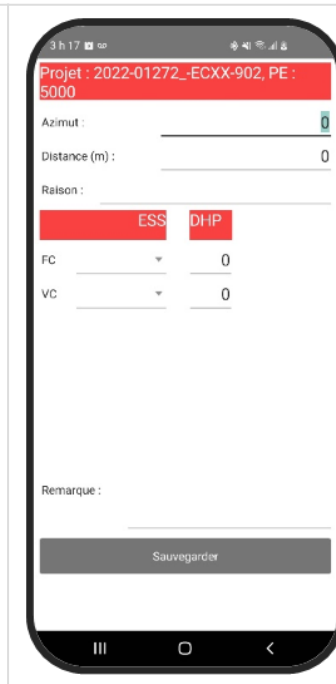 3 h 17
Projet : 2022-01272_-ECXX-902, PE :
5000
Azimut : 0
Distance (m) : 0
Raison :
ESS DHP
FC 0
VC 0
Remarque :
Sauvegarder